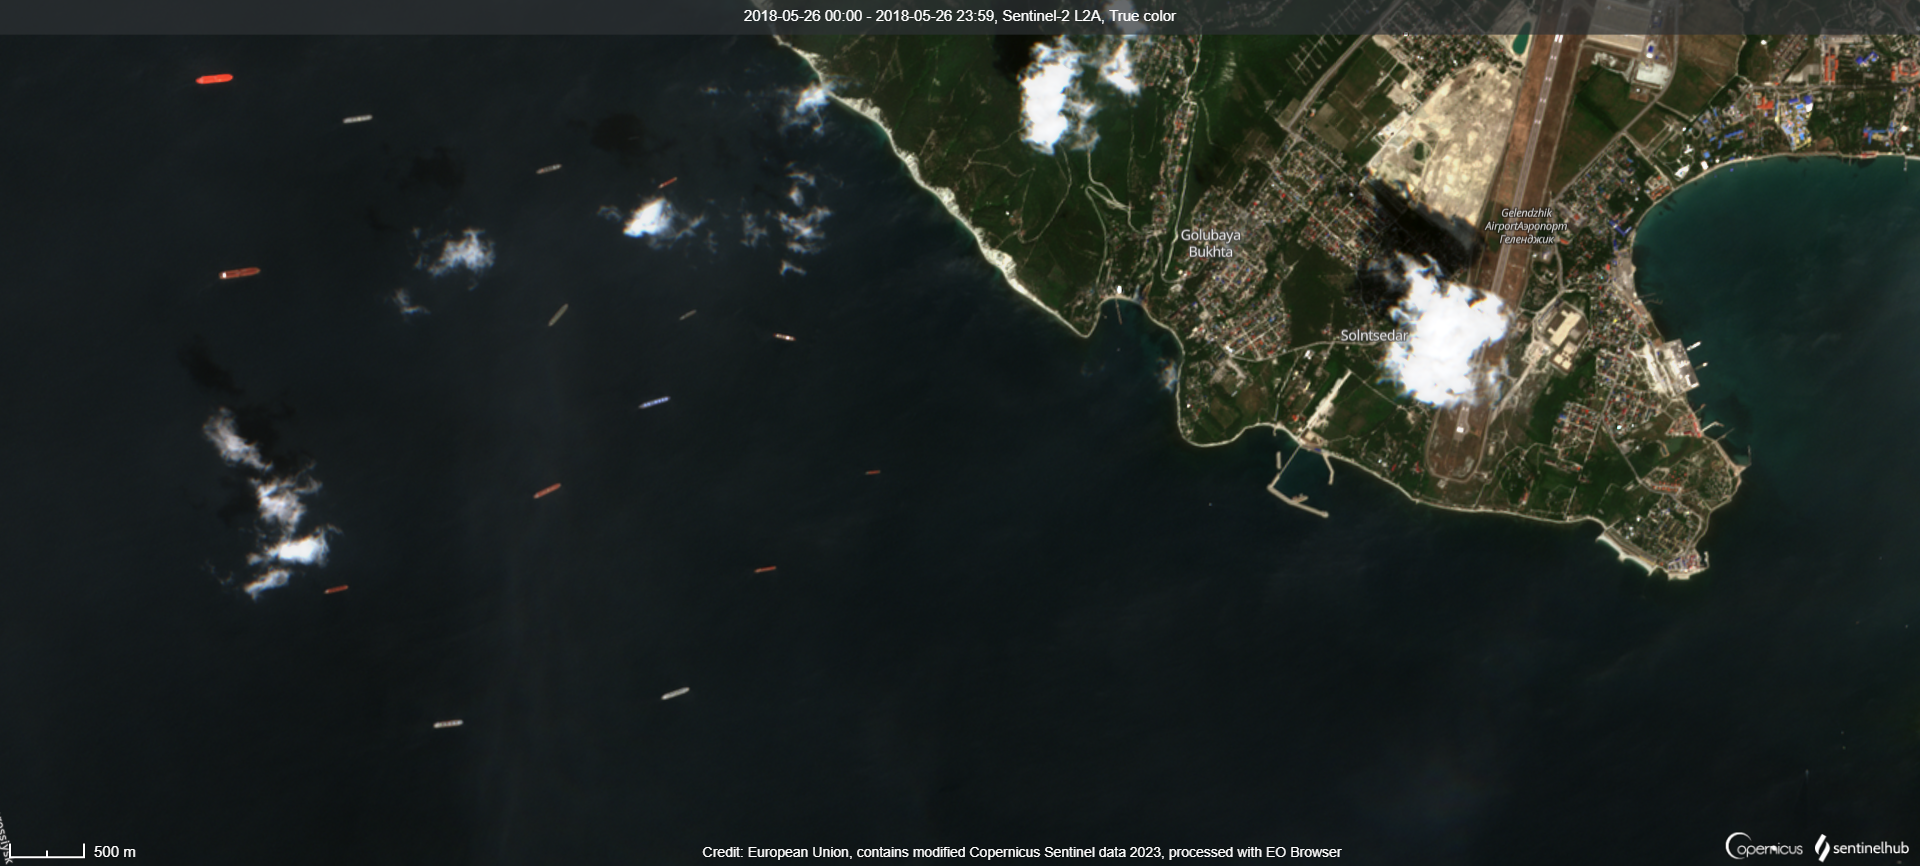 2018-05-26 00:00 - 2018-05-26 23:59, Sentinel-2 L2A, True color
Gelendzhik
AirportАэропорт
Геленджик
Golubaya
Bukhta
Solntsedar
500 m
Credit: European Union, contains modified Copernicus Sentinel data 2023, processed with EO Browser
Copernicus
sentinelhub